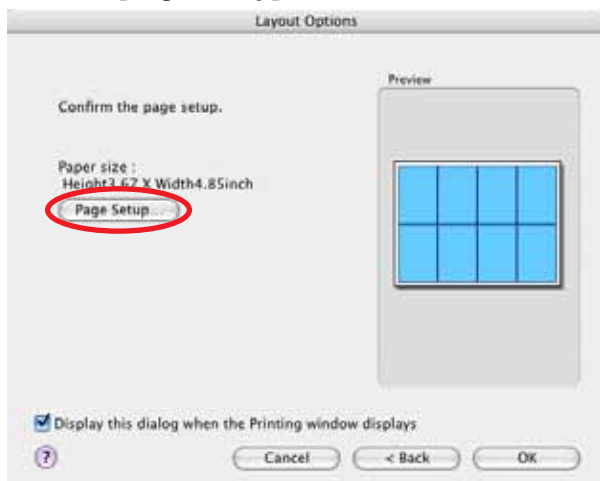 Layout Options
Preview
Confirm the page setup.
Paper size :
Height3.67 X Width4.85inch
Page Setup...
Display this dialog when the Printing window displays
?
Cancel
< Back
OK